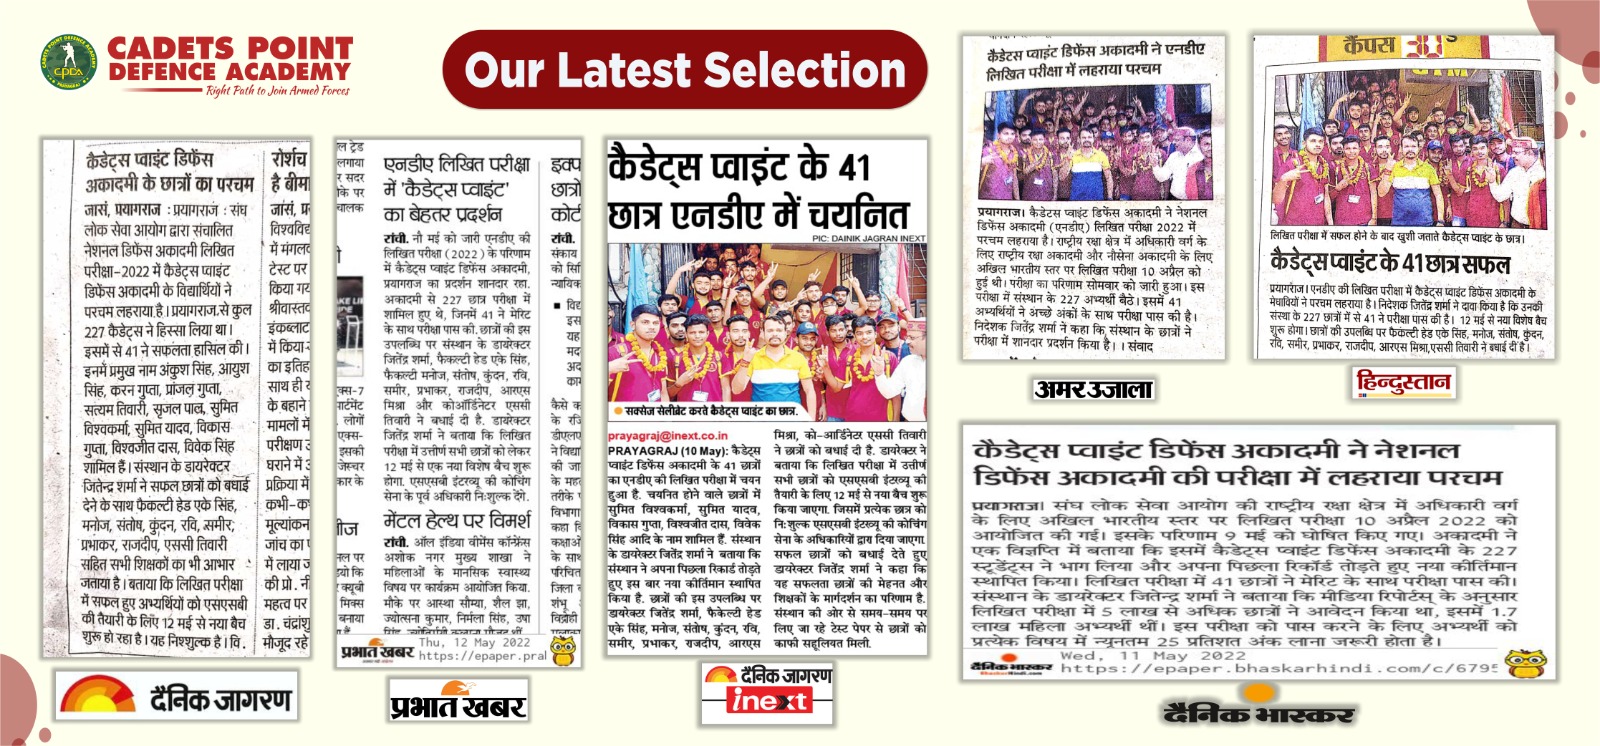 CADETS POINT
DEFENCE ACADEMY
Right Path to Join Armed Forces
CADETS POINT DEFENCE ACADEMY
CPDA
PRAYAGRAJ
Our Latest Selection
कैडेट्स प्वाइंट डिफेंस
अकादमी के छात्रों का परचम
जासं, प्रयागराज : प्रयागराज : संघ
लोक सेवा आयोग द्वारा संचालित
नेशनल डिफेंस अकादमी लिखित
परीक्षा-2022 में कैडेट्स प्वाइंट
डिफेंस अकादमी के विद्यार्थियों ने
परचम लहराया है। प्रयागराज से कुल
227 कैडेट्स ने हिस्सा लिया था।
इसमें से 41 ने सफलता हासिल की।
इनमें प्रमुख नाम अंकुश सिंह, आयुश
सिंह, करन गुप्ता, प्रांजल गुप्ता,
सत्यम तिवारी, सृजल पाल, सुमित
विश्वकर्मा, सुमित यादव, विकास
गुप्ता, विश्वजीत दास, विवेक सिंह
शामिल हैं। संस्थान के डायरेक्टर
जितेन्द्र शर्मा ने सफल छात्रों को बधाई
देने के साथ फैकल्टी हेड एके सिंह,
मनोज, संतोष, कुंदन, रवि, समीर,
प्रभाकर, राजदीप, एससी तिवारी
सहित सभी शिक्षकों का भी आभार
जताया है। बताया कि लिखित परीक्षा
में सफल हुए अभ्यर्थियों को एसएसबी
की तैयारी के लिए 12 मई से नया बैच
शुरू हो रहा है। यह निश्शुल्क है। वि.
रोर्शच
है बीमा
दैनिक जागरण
एनडीए लिखित परीक्षा
में 'कैडेट्स प्वाइंट'
का बेहतर प्रदर्शन
रांची. नौ मई को जारी एनडीए की
लिखित परीक्षा (2022) के परिणाम
में कैडेट्स प्वाइंट डिफेंस अकादमी,
प्रयागराज का प्रदर्शन शानदार रहा.
अकादमी से 227 छात्र परीक्षा में
शामिल हुए थे, जिनमें 41 ने मेरिट
के साथ परीक्षा पास की. छात्रों की इस
उपलब्धि पर संस्थान के डायरेक्टर
जितेंद्र शर्मा, फैकल्टी हेड एके सिंह,
फैकल्टी मनोज, संतोष, कुंदन, रवि,
समीर, प्रभाकर, राजदीप, आरएस
मिश्रा और कोऑर्डिनेटर एससी
तिवारी ने बधाई दी है. डायरेक्टर
जितेंद्र शर्मा ने बताया कि लिखित
परीक्षा में उत्तीर्ण सभी छात्रों को लेकर
12 मई से एक नया विशेष बैच शुरू
होगा. एसएसबी इंटरव्यू की कोचिंग
सेना के पूर्व अधिकारी निःशुल्क देंगे.
मेंटल हेल्थ पर विमर्श
रांची. ऑल इंडिया वीमेंस कॉन्फ्रेंस
अशोक नगर मुख्य शाखा ने
महिलाओं के मानसिक स्वास्थ्य
विषय पर कार्यक्रम आयोजित किया.
मौके पर आस्था सौम्या, शैल झा,
ज्योत्सना कुमार, निर्मला सिंह, उषा
प्रभात खबर
Thu, 12 May 2022
https://epaper.pral
प्रभात खबर
कैडेट्स प्वाइंट के 41
छात्र एनडीए में चयनित
PIC: DAINIK JAGRAN INEXT
सक्सेज सेलीब्रेट करते कैडेट्स प्वाइंट का छात्र.
prayagraj@inext.co.in
PRAYAGRAJ (10 May): कैडेट्स
प्वाइंट डिफेंस अकादमी के 41 छात्रों
का एनडीए की लिखित परीक्षा में चयन
हुआ है. चयनित होने वाले छात्रों में
सुमित विश्वकर्मा, सुमित यादव,
विकास गुप्ता, विश्वजीत दास, विवेक
सिंह आदि के नाम शामिल हैं. संस्थान
के डायरेक्टर जितेंद्र शर्मा ने बताया कि
संस्थान ने अपना पिछला रिकार्ड तोड़ते
हुए इस बार नया कीर्तिमान स्थापित
किया है. छात्रों की इस उपलब्धि पर
डायरेक्टर जितेंद्र शर्मा, फैकेल्टी हेड
एके सिंह, मनोज, संतोष, कुंदन, रवि,
समीर, प्रभाकर, राजदीप, आरएस
मिश्रा, को-आर्डिनेटर एससी तिवारी
ने छात्रों को बधाई दी है. डायरेक्टर ने
बताया कि लिखित परीक्षा में उत्तीर्ण
सभी छात्रों को एसएसबी इंटरव्यू की
तैयारी के लिए 12 मई से नया बैच शुरू
किया जाएगा. जिसमें प्रत्येक छात्र को
निःशुल्क एसएसबी इंटरव्यू की कोचिंग
सेना के अधिकारियों द्वारा दिया जाएगा.
सफल छात्रों को बधाई देते हुए
डायरेक्टर जितेंद्र शर्मा ने कहा कि
यह सफलता छात्रों की मेहनत और
शिक्षकों के मार्गदर्शन का परिणाम है.
संस्थान की ओर से समय-समय पर
लिए जा रहे टेस्ट पेपर से छात्रों को
काफी सहूलियत मिली.
दैनिक जागरण
inext
कैडेट्स प्वाइंट डिफेंस अकादमी ने एनडीए
लिखित परीक्षा में लहराया परचम
प्रयागराज। कैडेटस प्वाइंट डिफेंस अकादमी ने नेशनल
डिफेंस अकादमी (एनडीए) लिखित परीक्षा 2022 में
परचम लहराया है। राष्ट्रीय रक्षा क्षेत्र में अधिकारी वर्ग के
लिए राष्ट्रीय रक्षा अकादमी और नौसेना अकादमी के लिए
अखिल भारतीय स्तर पर लिखित परीक्षा 10 अप्रैल को
हुई थी। परीक्षा का परिणाम सोमवार को जारी हुआ। इस
परीक्षा में संस्थान के 227 अभ्यर्थी बैठे। इसमें 41
अभ्यर्थियों ने अच्छे अंकों के साथ परीक्षा पास की है।
निदेशक जितेंद्र शर्मा ने कहा कि संस्थान के छात्रों ने
परीक्षा में शानदार प्रदर्शन किया है। । संवाद
अमर उजाला
कैंपस
लिखित परीक्षा में सफल होने के बाद खुशी जताते कैडेट्स प्वाइंट के छात्र।
कैडेट्स प्वाइंट के 41 छात्र सफल
प्रयागराज। एनडीए की लिखित परीक्षा में कैडेट्स प्वाइंट डिफेंस अकादमी के
मेधावियों ने परचम लहराया है। निदेशक जितेंद्र शर्मा ने दावा किया है कि उनकी
संस्था के 227 छात्रों में से 41 ने परीक्षा पास की है। 12 मई से नया विशेष बैच
शुरू होगा। छात्रों की उपलब्धि पर फैकल्टी हेड एके सिंह, मनोज, संतोष, कुंदन,
रवि, समीर, प्रभाकर, राजदीप, आरएस मिश्रा, एससी तिवारी ने बधाई दी है।
हिन्दुस्तान
कैडेट्स प्वाइंट डिफेंस अकादमी ने नेशनल
डिफेंस अकादमी की परीक्षा में लहराया परचम
प्रयागराज। संघ लोक सेवा आयोग की राष्ट्रीय रक्षा क्षेत्र में अधिकारी वर्ग
के लिए अखिल भारतीय स्तर पर लिखित परीक्षा 10 अप्रैल 2022 को
आयोजित की गई। इसके परिणाम 9 मई को घोषित किए गए। अकादमी ने
एक विज्ञप्ति में बताया कि इसमें कैडेट्स प्वाइंट डिफेंस अकादमी के 227
स्टूडेंट्स ने भाग लिया और अपना पिछला रिकॉर्ड तोड़ते हुए नया कीर्तिमान
स्थापित किया। लिखित परीक्षा में 41 छात्रों ने मेरिट के साथ परीक्षा पास की।
संस्थान के डायरेक्टर जितेन्द्र शर्मा ने बताया कि मीडिया रिपोर्टस् के अनुसार
लिखित परीक्षा में 5 लाख से अधिक छात्रों ने आवेदन किया था, इसमें 1.7
लाख महिला अभ्यर्थी थीं। इस परीक्षा को पास करने के लिए अभ्यर्थी को
प्रत्येक विषय में न्यूनतम 25 प्रतिशत अंक लाना जरूरी होता है।
दैनिक भास्कर
BhaskarHindi.com
Wed, 11 May 2022
https://epaper.bhaskarhindi.com/c/6795
दैनिक भास्कर